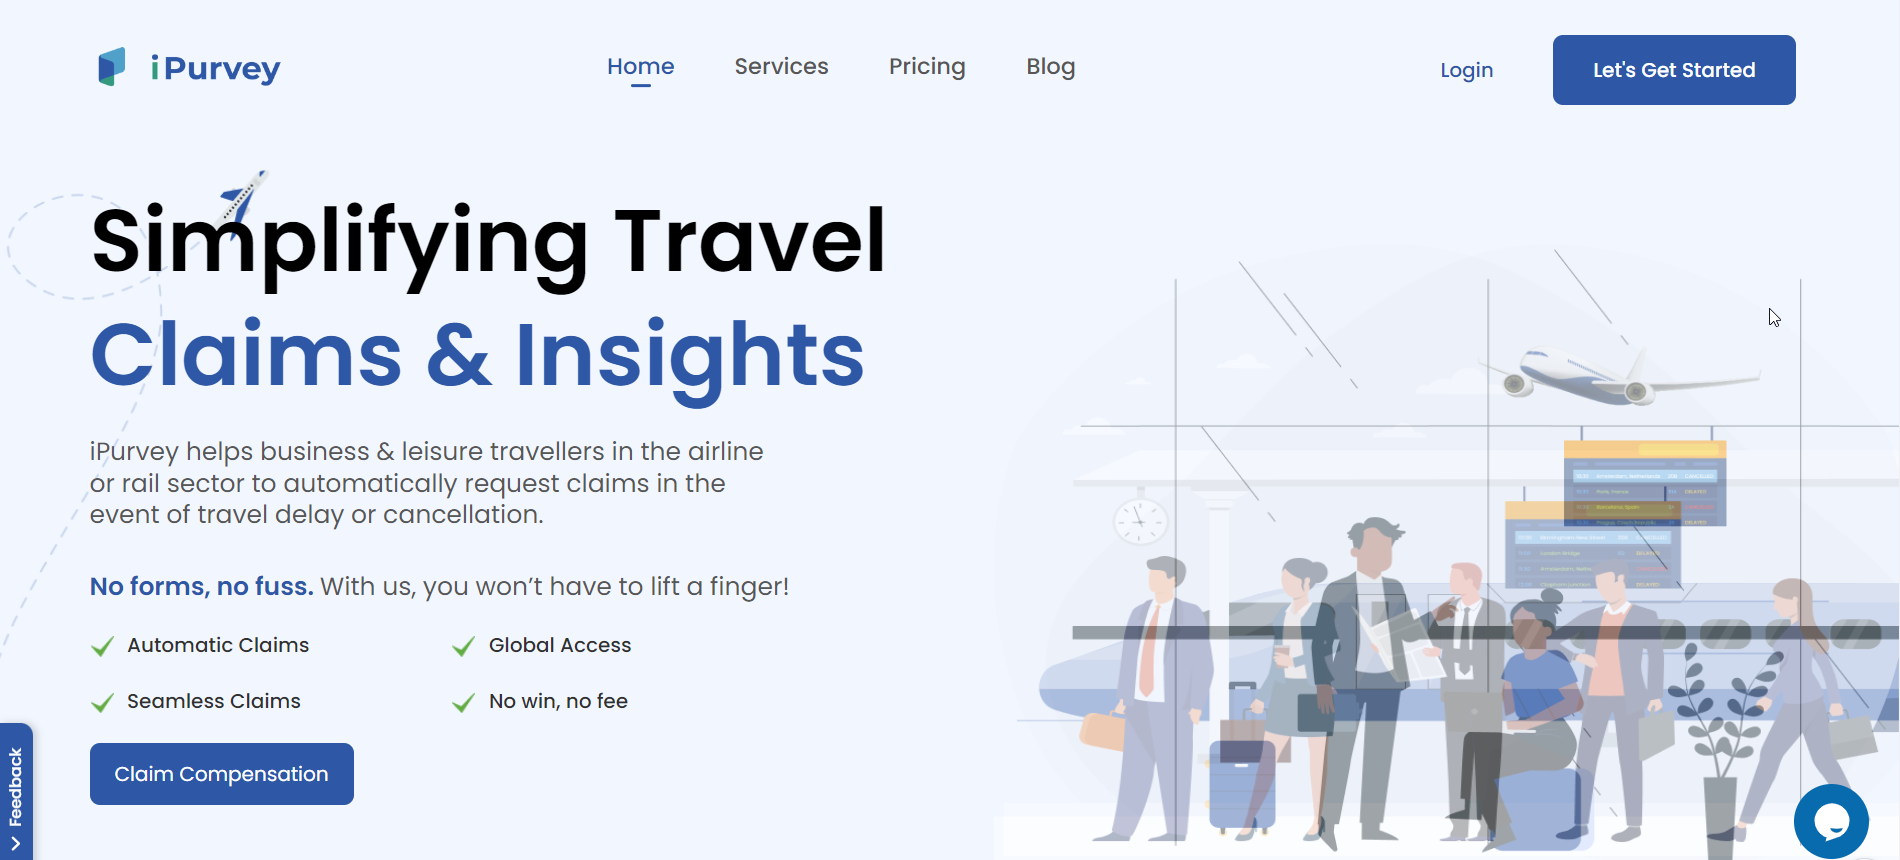 iPurvey
Home
Services
Pricing
Blog
Login
Let's Get Started
Simplifying Travel
Claims & Insights
iPurvey helps business & leisure travellers in the airline
or rail sector to automatically request claims in the
event of travel delay or cancellation.
No forms, no fuss. With us, you won’t have to lift a finger!
Automatic Claims
Global Access
Seamless Claims
No win, no fee
Claim Compensation
Feedback